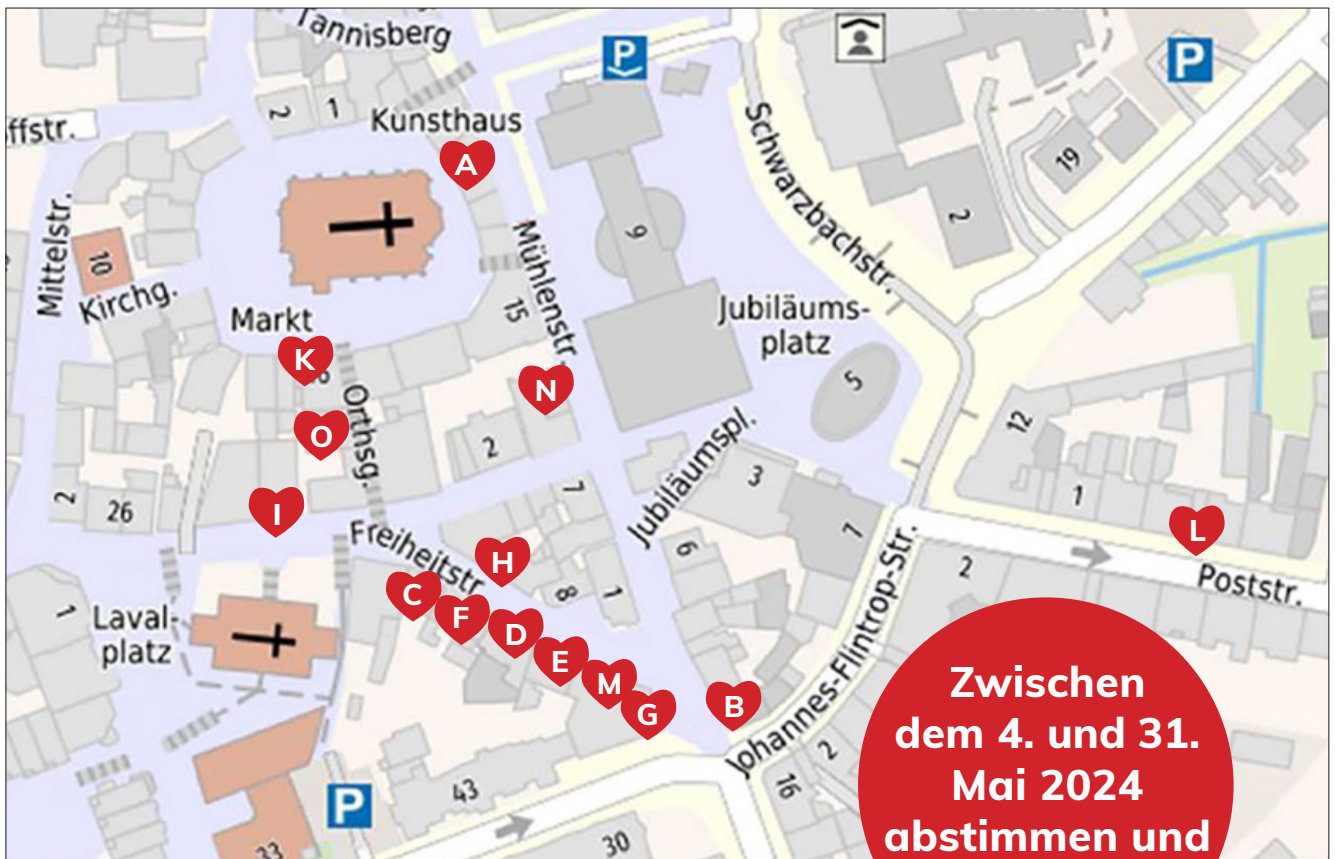 Tannisberg
P
P
2
1
Kunsthaus
ffstr.
A
Schwarzbachstr.
19
2
Mittelstr.
10
Kirchg.
9
Mühlenstr.
15
Markt
Jubiläums-
platz
K
5
N
Orthsg.
O
2
12
2
26
I
7
3
Jubiläumspl.
1
1
L
Freiheitstr.
H
6
2
Poststr.
C
F
8
1
D
1
Laval-
platz
E
M
G
B
Johannes-Flintrop-Str.
2
16
P
43
33
30
Zwischen
dem 4. und 31.
Mai 2024
abstimmen und